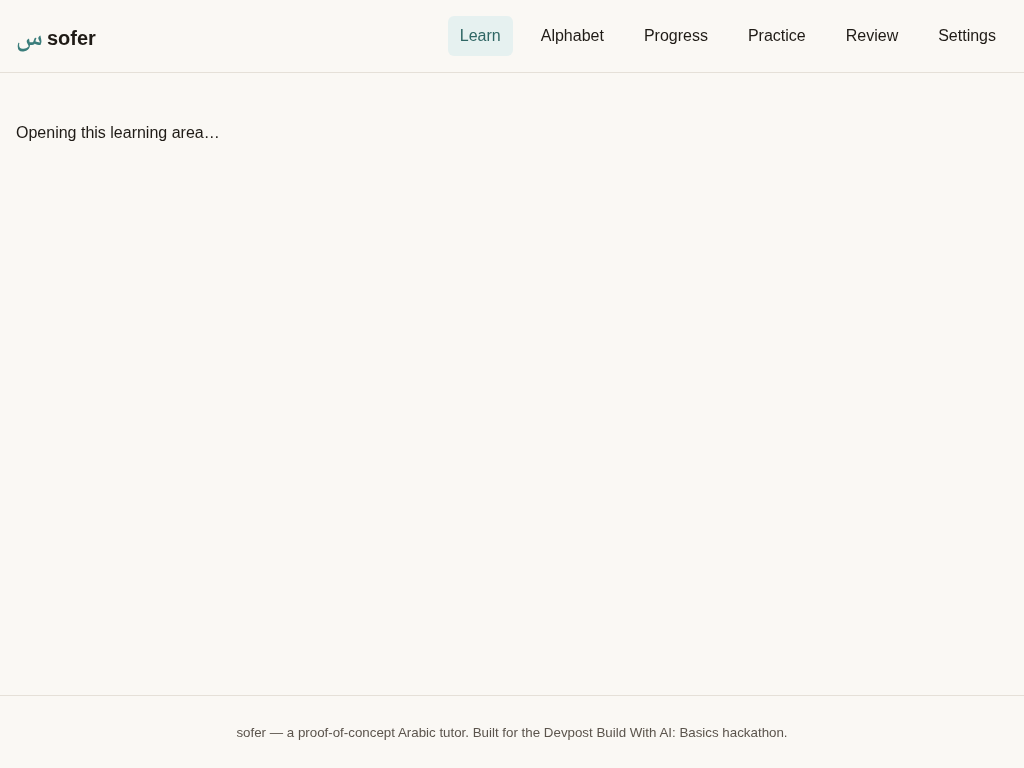 س sofer
Learn
Alphabet
Progress
Practice
Review
Settings
Opening this learning area…
sofer — a proof-of-concept Arabic tutor. Built for the Devpost Build With AI: Basics hackathon.